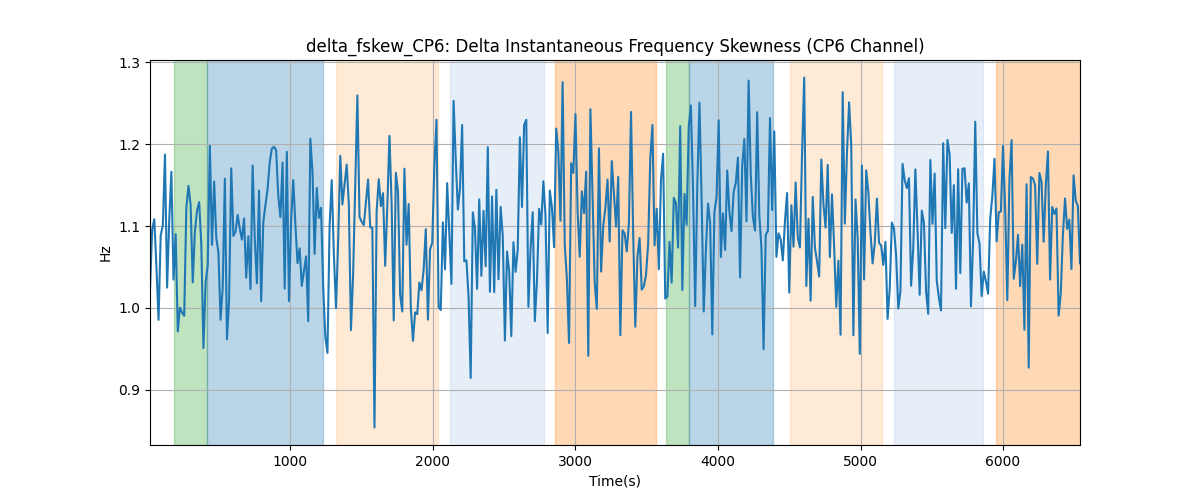 delta_fskew_CP6: Delta Instantaneous Frequency Skewness (CP6 Channel)
1.3
1.2
1.1
1.0
0.9
Hz
1000 2000 3000 4000 5000 6000
Time(s)